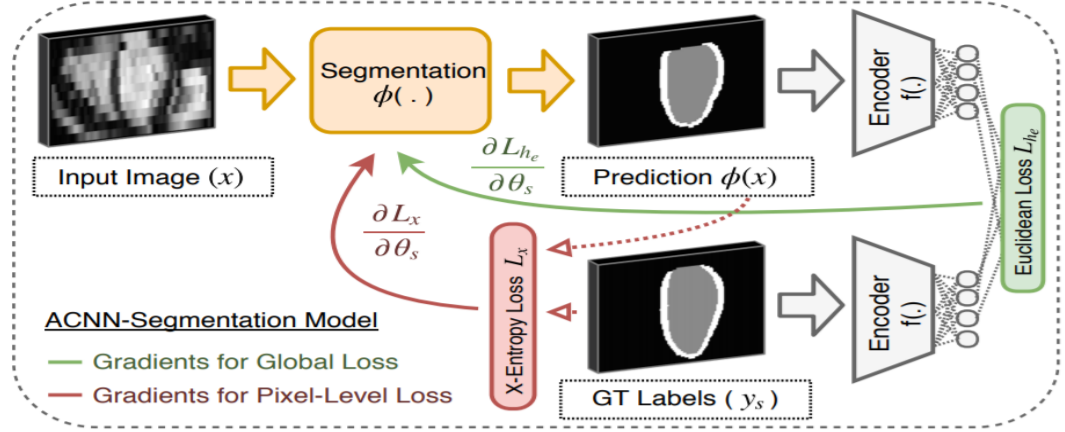 Segmentation
ϕ( . )
Input Image (x)
Prediction ϕ(x)
Encoder
f(.)
Euclidean Loss L_{h_e}
∂L_{h_e}
∂θ_s
∂L_x
∂θ_s
X-Entropy Loss L_x
GT Labels ( y_s )
Encoder
f(.)
ACNN-Segmentation Model
Gradients for Global Loss
Gradients for Pixel-Level Loss